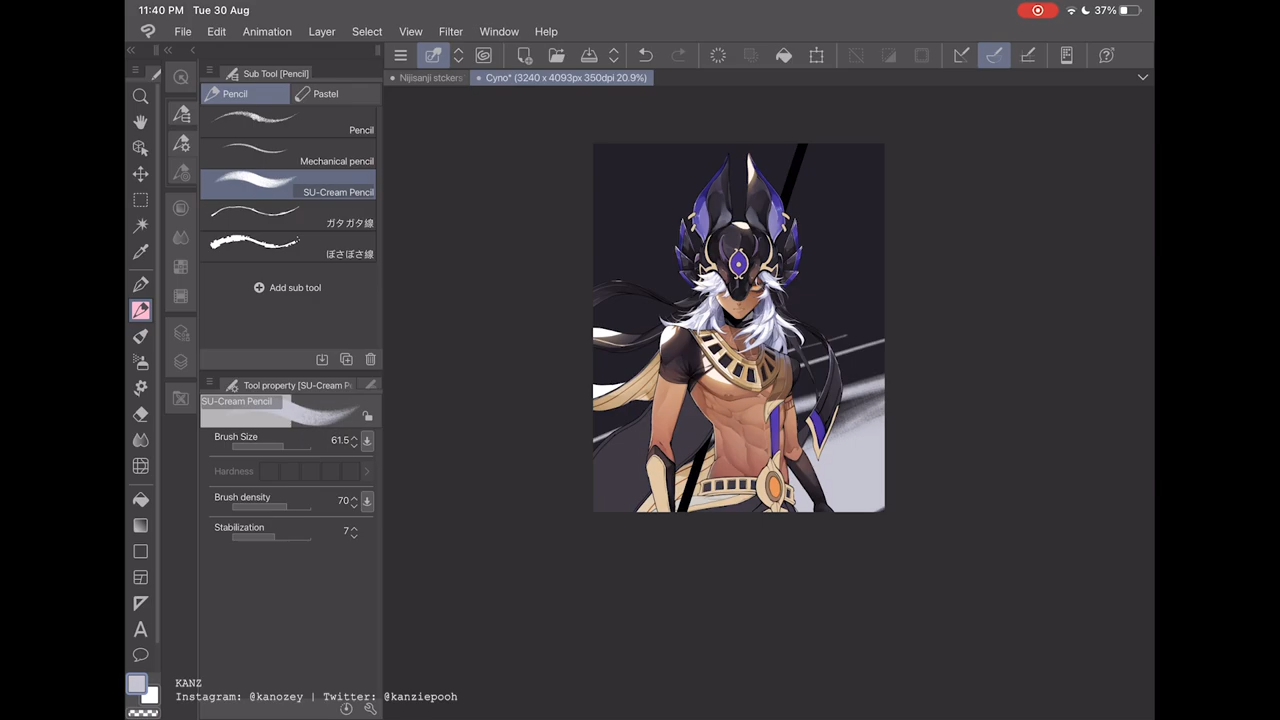 11:40 PM Tue 30 Aug
37%
File Edit Animation Layer Select View Filter Window Help
Sub Tool [Pencil]
Nijisanji stckers
Cyno* (3240 x 4093px 350dpi 20.9%)
Pencil
Pastel
Pencil
Mechanical pencil
SU-Cream Pencil
ガタガタ線
ぼさぼさ線
Add sub tool
Tool property [SU-Cream P
SU-Cream Pencil
Brush Size 61.5
Hardness
Brush density 70
Stabilization 7
A
KANZ
Instagram: @kanozey | Twitter: @kanziepooh